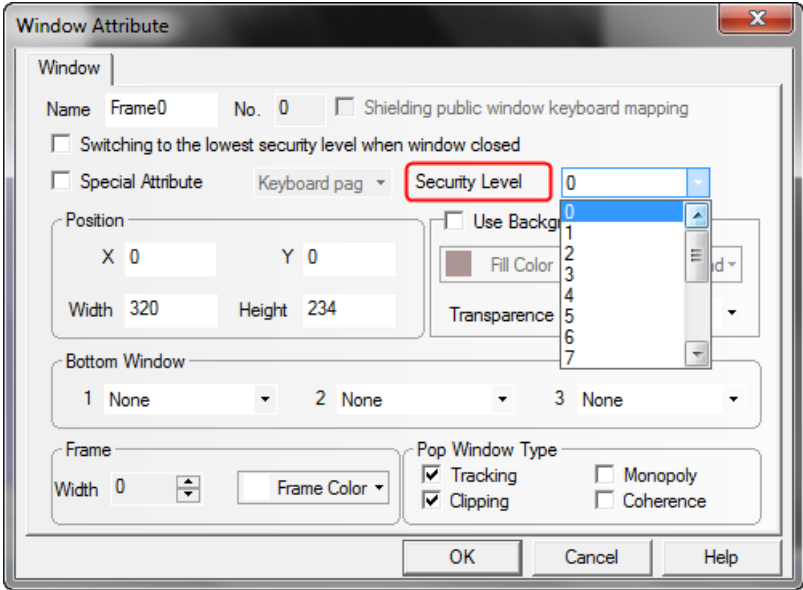 Window Attribute
Window
Name Frame0 No. 0 Shielding public window keyboard mapping
Switching to the lowest security level when window closed
Special Attribute Keyboard pag Security Level 0
Position
X 0 Y 0
Width 320 Height 234
Use Backg
Fill Color
Transparence
0
1
2
3
4
5
6
7
Bottom Window
1 None 2 None 3 None
Frame
Width 0 Frame Color
Pop Window Type
Tracking Monopoly
Clipping Coherence
OK Cancel Help